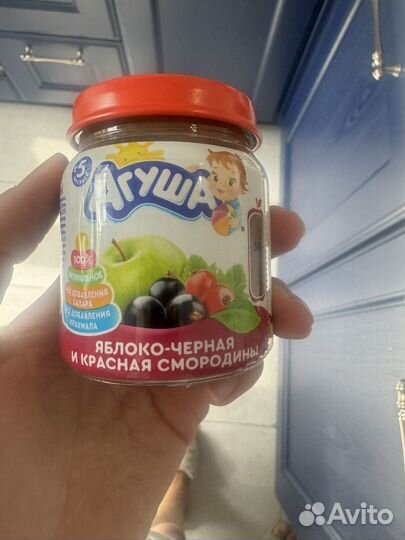 5
АГУША
100%
НАТУРАЛЬНОЕ
БЕЗ ДОБАВЛЕНИЯ
САХАРА
БЕЗ ДОБАВЛЕНИЯ
КРАХМАЛА
ЯБЛОКО-ЧЕРНАЯ
И КРАСНАЯ СМОРОДИНЫ
Avito